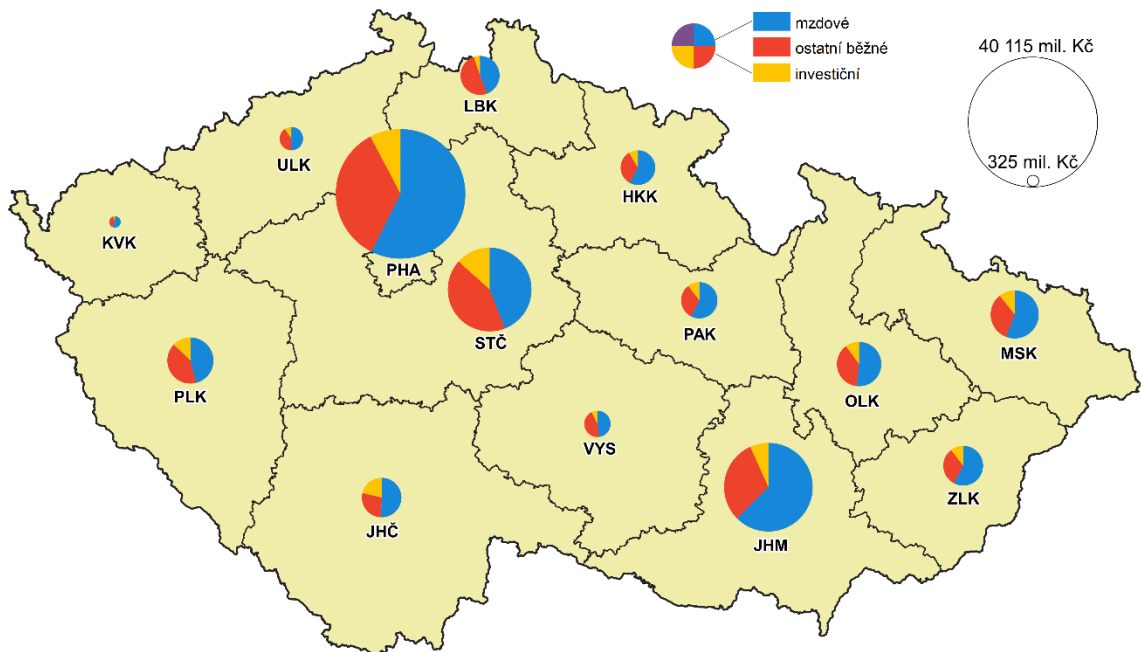 mzdové
ostatní běžné
investiční
40 115 mil. Kč
325 mil. Kč
LBK
ULK
HKK
KVK
PHA
STČ
PAK
MSK
PLK
OLK
VYS
ZLK
JHČ
JHM